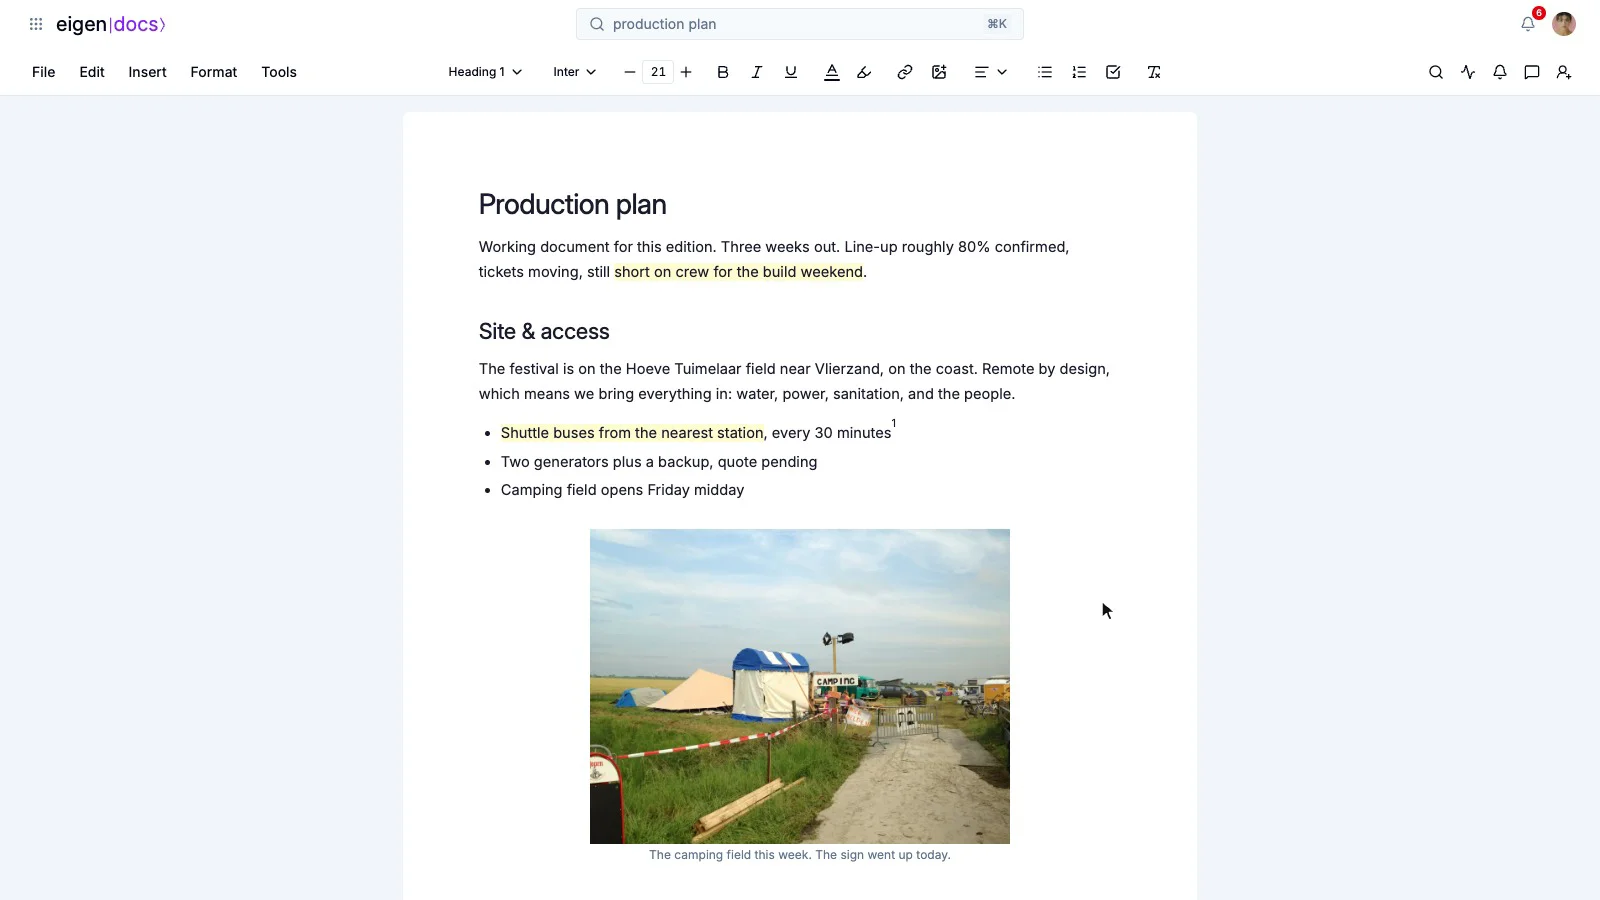 eigen|docs⟩
production plan
⌘K
6
File Edit Insert Format Tools
Heading 1
Inter
21
Production plan
Working document for this edition. Three weeks out. Line-up roughly 80% confirmed,
tickets moving, still short on crew for the build weekend.
Site & access
The festival is on the Hoeve Tuimelaar field near Vlierzand, on the coast. Remote by design,
which means we bring everything in: water, power, sanitation, and the people.
• Shuttle buses from the nearest station, every 30 minutes1
• Two generators plus a backup, quote pending
• Camping field opens Friday midday
CAMPING
The camping field this week. The sign went up today.